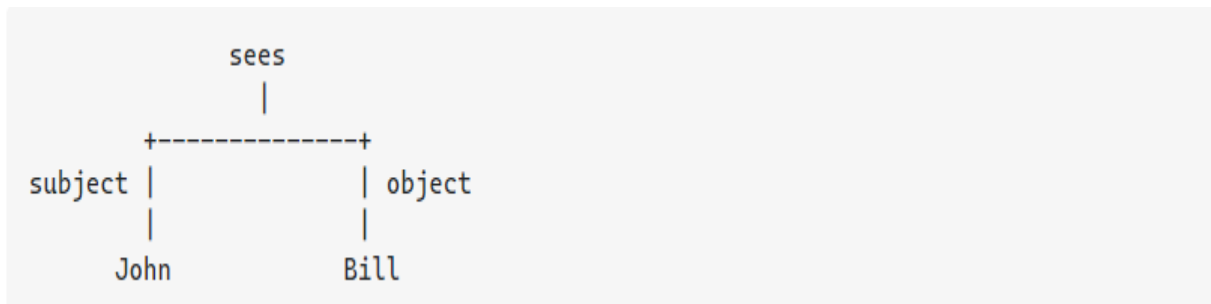 sees
|
+--------------+
subject | | object
| |
John Bill